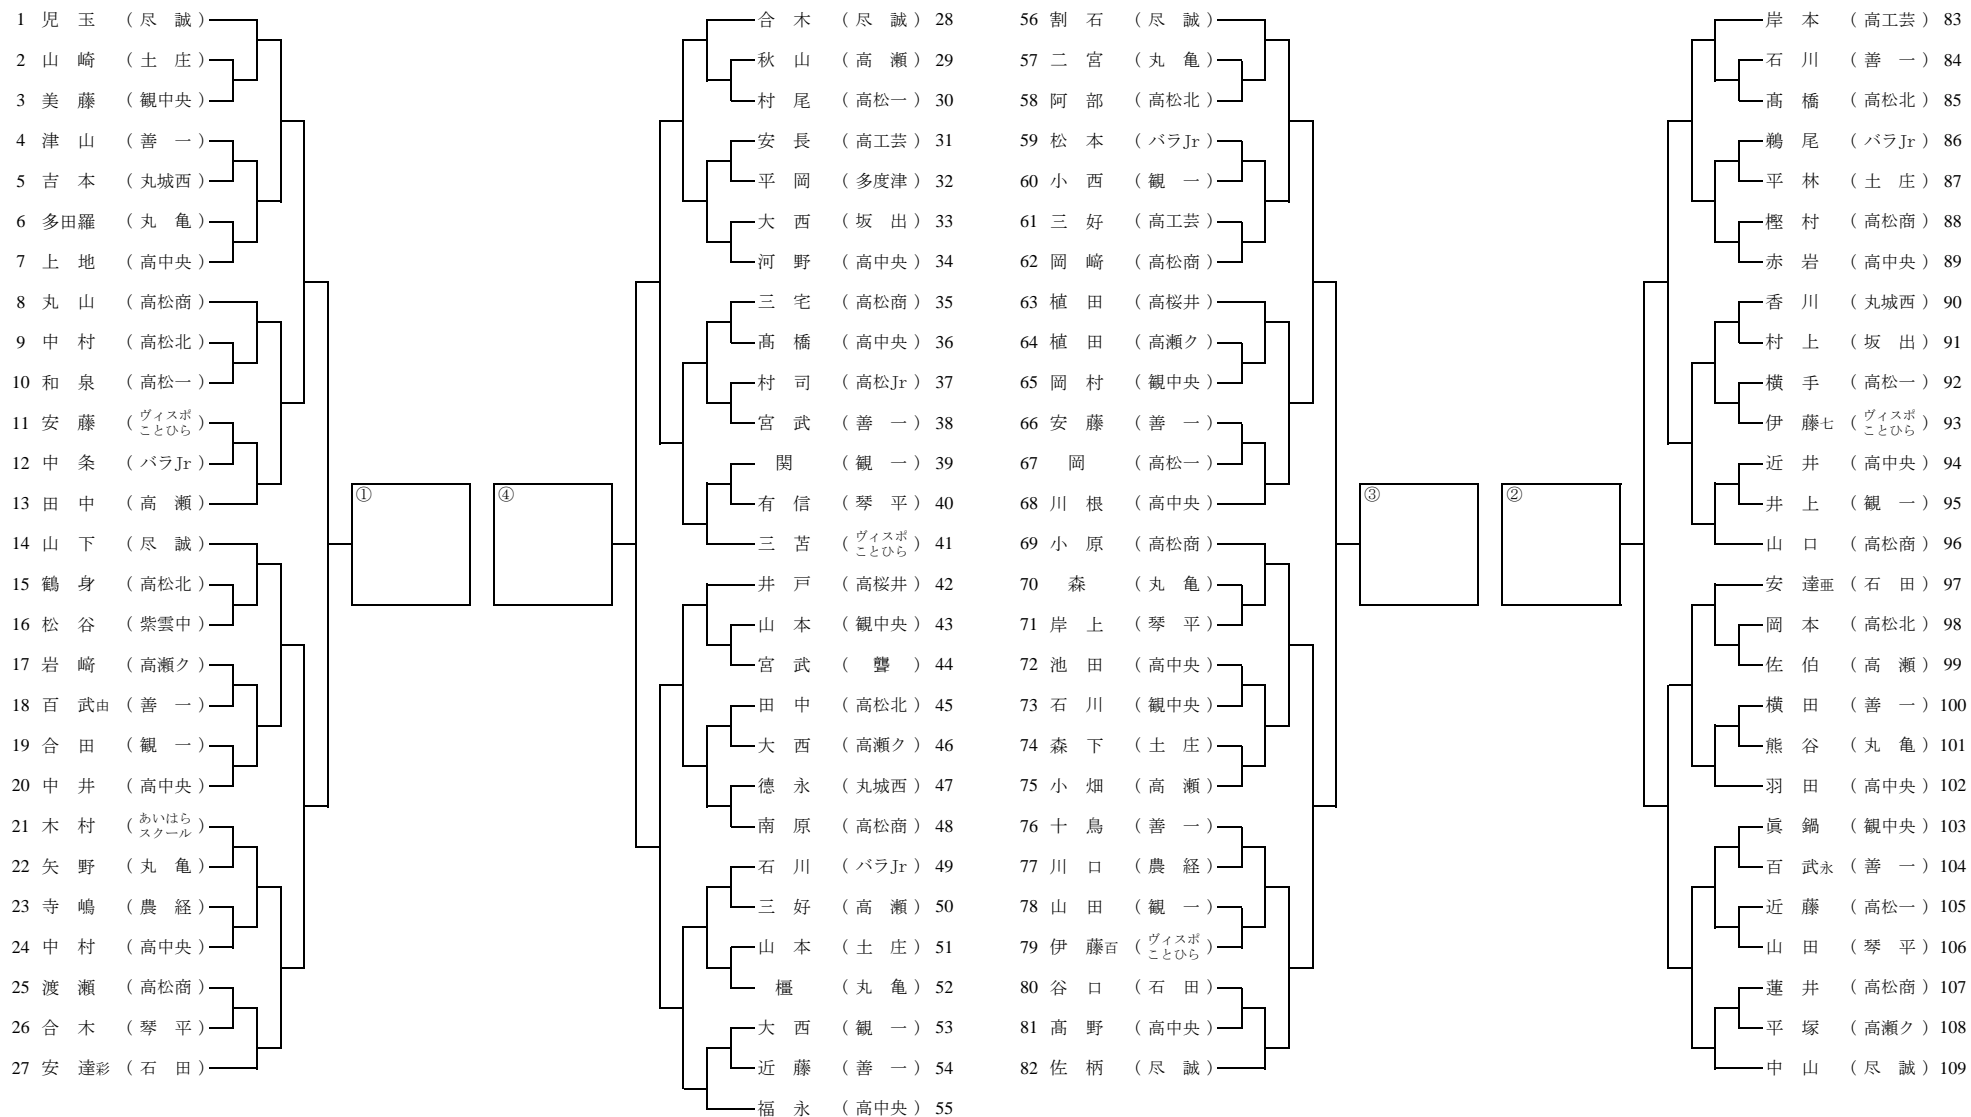 1 児 玉 （ 尽 誠 ）
2 山 崎 （ 土 庄 ）
3 美 藤 （ 観中央 ）
4 津 山 （ 善 一 ）
5 吉 本 （ 丸城西 ）
6 多田羅 （ 丸 亀 ）
7 上 地 （ 高中央 ）
8 丸 山 （ 高松商 ）
9 中 村 （ 高松北 ）
10 和 泉 （ 高松一 ）
11 安 藤 （ ヴィスポ ことひら ）
12 中 条 （ バラJr ）
13 田 中 （ 高 瀬 ）
14 山 下 （ 尽 誠 ）
15 鶴 身 （ 高松北 ）
16 松 谷 （ 紫雲中 ）
17 岩 﨑 （ 高瀬ク ）
18 百 武由 （ 善 一 ）
19 合 田 （ 観 一 ）
20 中 井 （ 高中央 ）
21 木 村 （ あいはら スクール ）
22 矢 野 （ 丸 亀 ）
23 寺 嶋 （ 農 経 ）
24 中 村 （ 高中央 ）
25 渡 瀬 （ 高松商 ）
26 合 木 （ 琴 平 ）
27 安 達彩 （ 石 田 ）
①
④
合 木 （ 尽 誠 ） 28
秋 山 （ 高 瀬 ） 29
村 尾 （ 高松一 ） 30
安 長 （ 高工芸 ） 31
平 岡 （ 多度津 ） 32
大 西 （ 坂 出 ） 33
河 野 （ 高中央 ） 34
三 宅 （ 高松商 ） 35
髙 橋 （ 高中央 ） 36
村 司 （ 高松Jr ） 37
宮 武 （ 善 一 ） 38
関 （ 観 一 ） 39
有 信 （ 琴 平 ） 40
三 苫 （ ヴィスポ ことひら ） 41
井 戸 （ 高桜井 ） 42
山 本 （ 観中央 ） 43
宮 武 （ 聾 ） 44
田 中 （ 高松北 ） 45
大 西 （ 高瀬ク ） 46
德 永 （ 丸城西 ） 47
南 原 （ 高松商 ） 48
石 川 （ バラJr ） 49
三 好 （ 高 瀬 ） 50
山 本 （ 土 庄 ） 51
橿 （ 丸 亀 ） 52
大 西 （ 観 一 ） 53
近 藤 （ 善 一 ） 54
福 永 （ 高中央 ） 55
56 割 石 （ 尽 誠 ）
57 二 宮 （ 丸 亀 ）
58 阿 部 （ 高松北 ）
59 松 本 （ バラJr ）
60 小 西 （ 観 一 ）
61 三 好 （ 高工芸 ）
62 岡 﨑 （ 高松商 ）
63 植 田 （ 高桜井 ）
64 植 田 （ 高瀬ク ）
65 岡 村 （ 観中央 ）
66 安 藤 （ 善 一 ）
67 岡 （ 高松一 ）
68 川 根 （ 高中央 ）
69 小 原 （ 高松商 ）
70 森 （ 丸 亀 ）
71 岸 上 （ 琴 平 ）
72 池 田 （ 高中央 ）
73 石 川 （ 観中央 ）
74 森 下 （ 土 庄 ）
75 小 畑 （ 高 瀬 ）
76 十 鳥 （ 善 一 ）
77 川 口 （ 農 経 ）
78 山 田 （ 観 一 ）
79 伊 藤百 （ ヴィスポ ことひら ）
80 谷 口 （ 石 田 ）
81 髙 野 （ 高中央 ）
82 佐 柄 （ 尽 誠 ）
③
②
岸 本 （ 高工芸 ） 83
石 川 （ 善 一 ） 84
髙 橋 （ 高松北 ） 85
鵜 尾 （ バラJr ） 86
平 林 （ 土 庄 ） 87
樫 村 （ 高松商 ） 88
赤 岩 （ 高中央 ） 89
香 川 （ 丸城西 ） 90
村 上 （ 坂 出 ） 91
横 手 （ 高松一 ） 92
伊 藤七 （ ヴィスポ ことひら ） 93
近 井 （ 高中央 ） 94
井 上 （ 観 一 ） 95
山 口 （ 高松商 ） 96
安 達亜 （ 石 田 ） 97
岡 本 （ 高松北 ） 98
佐 伯 （ 高 瀬 ） 99
横 田 （ 善 一 ） 100
熊 谷 （ 丸 亀 ） 101
羽 田 （ 高中央 ） 102
眞 鍋 （ 観中央 ） 103
百 武永 （ 善 一 ） 104
近 藤 （ 高松一 ） 105
山 田 （ 琴 平 ） 106
蓮 井 （ 高松商 ） 107
平 塚 （ 高瀬ク ） 108
中 山 （ 尽 誠 ） 109